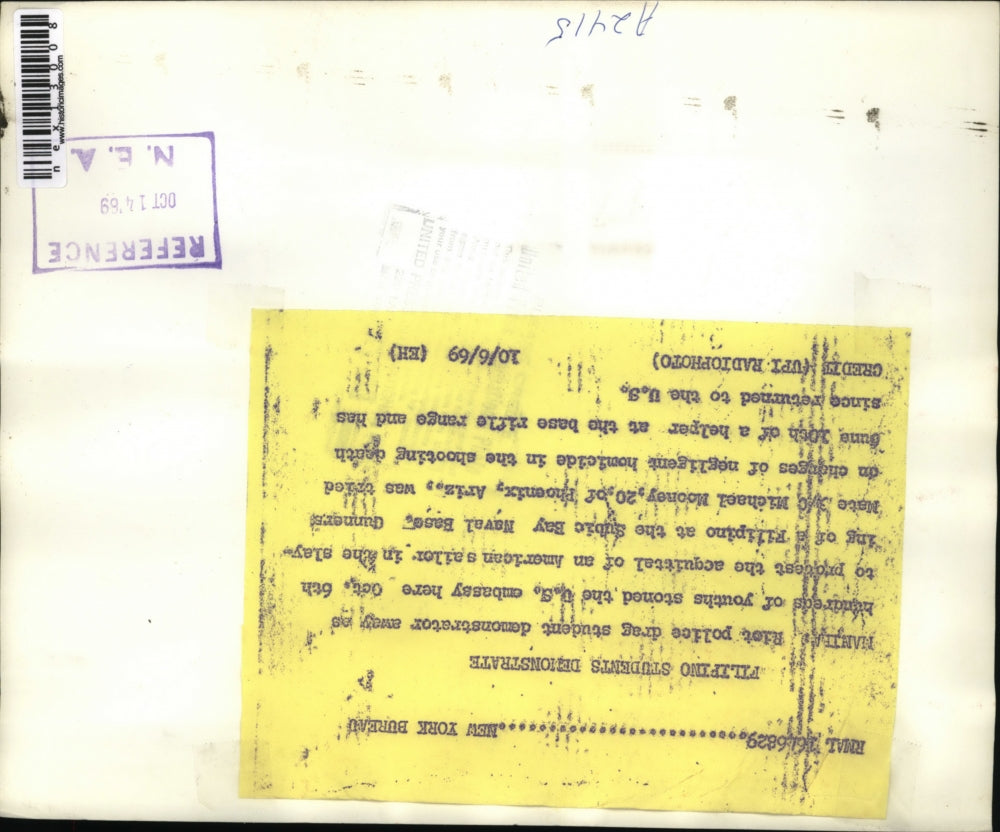 RMAL 1646829............................NEW YORK BUREAU
FILIPINO STUDENTS DEMONSTRATE
MANILA: Riot police drag student demonstrator away as
hundreds of youths stoned the U.S. embassy here Oct. 6th
to protest the acquittal of an American sailor in the slay-
ing of a Filipino at the Subic Bay Naval Base. Gunners
Mate 3/C Michael Mooney,20,of Phoenix, Ariz., was tried
on charges of negligent homicide in the shooting death
June 10th of a helper at the base rifle range and has
since returned to the U.S.
CREDIT (UPI RADIOPHOTO) 10/6/69 (EH)
REFERENCE
OCT 14 '69
N. E. A.
A2415
nex13008
www.historicimages.com
UNITED